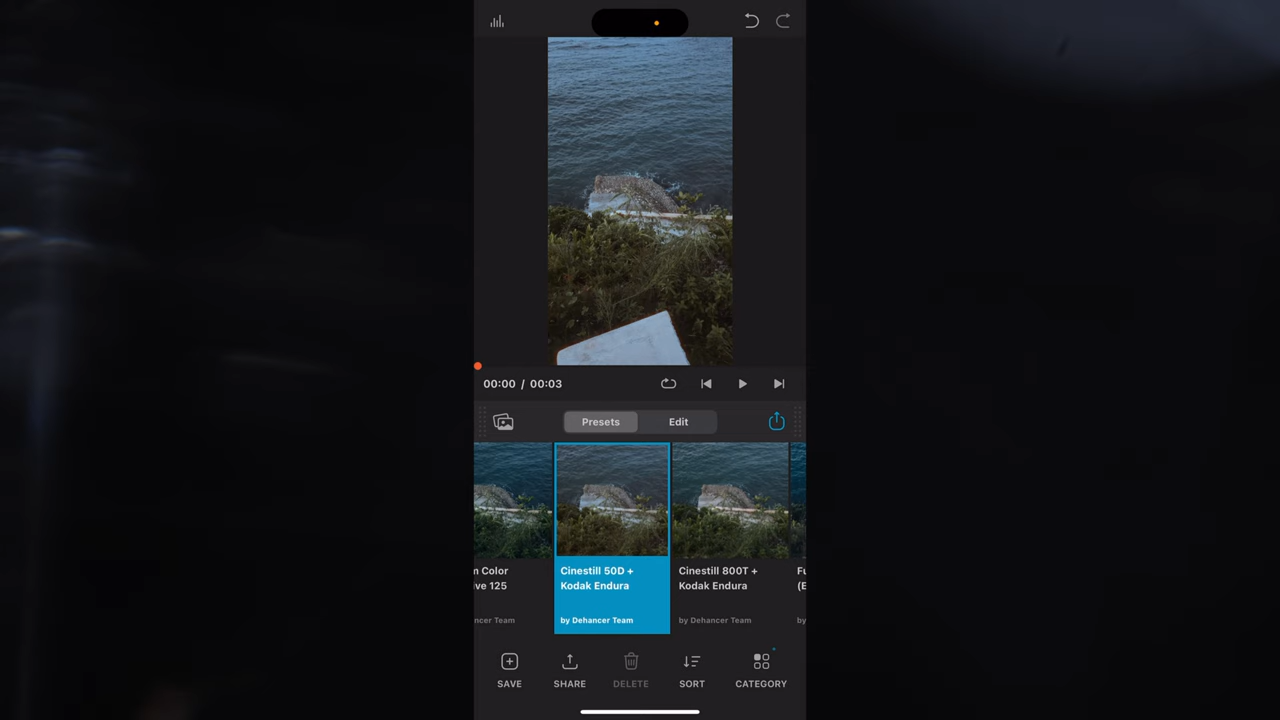 00:00 / 00:03
Presets
Edit
Color
ve 125
Team
Cinestill 50D +
Kodak Endura
by Dehancer Team
Cinestill 800T +
Kodak Endura
by Dehancer Team
by
SAVE
SHARE
DELETE
SORT
CATEGORY